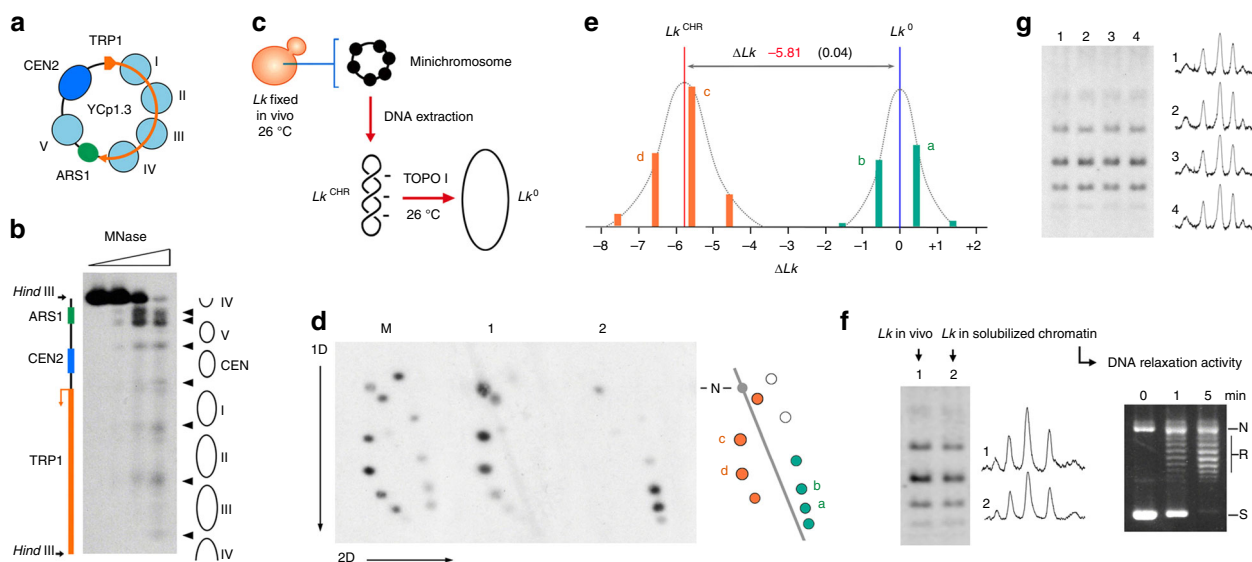 a
TRP1
CEN2
I
II
YCp1.3
III
V
IV
ARS1
b
MNase
Hind III
ARS1
CEN2
TRP1
Hind III
IV
V
CEN
I
II
III
IV
c
Minichromosome
Lk fixed
in vivo
26 °C
DNA extraction
Lk CHR
TOPO I
26 °C
Lk 0
d
M 1 2
1D
2D
N
c
d
b
a
e
Lk CHR
Lk 0
ΔLk –5.81 (0.04)
c
d
b
a
–8 –7 –6 –5 –4 –3 –2 –1 0 +1 +2
ΔLk
f
Lk in vivo Lk in solubilized chromatin
DNA relaxation activity
1 2
1
2
0 1 5 min
N
R
S
g
1 2 3 4
1
2
3
4